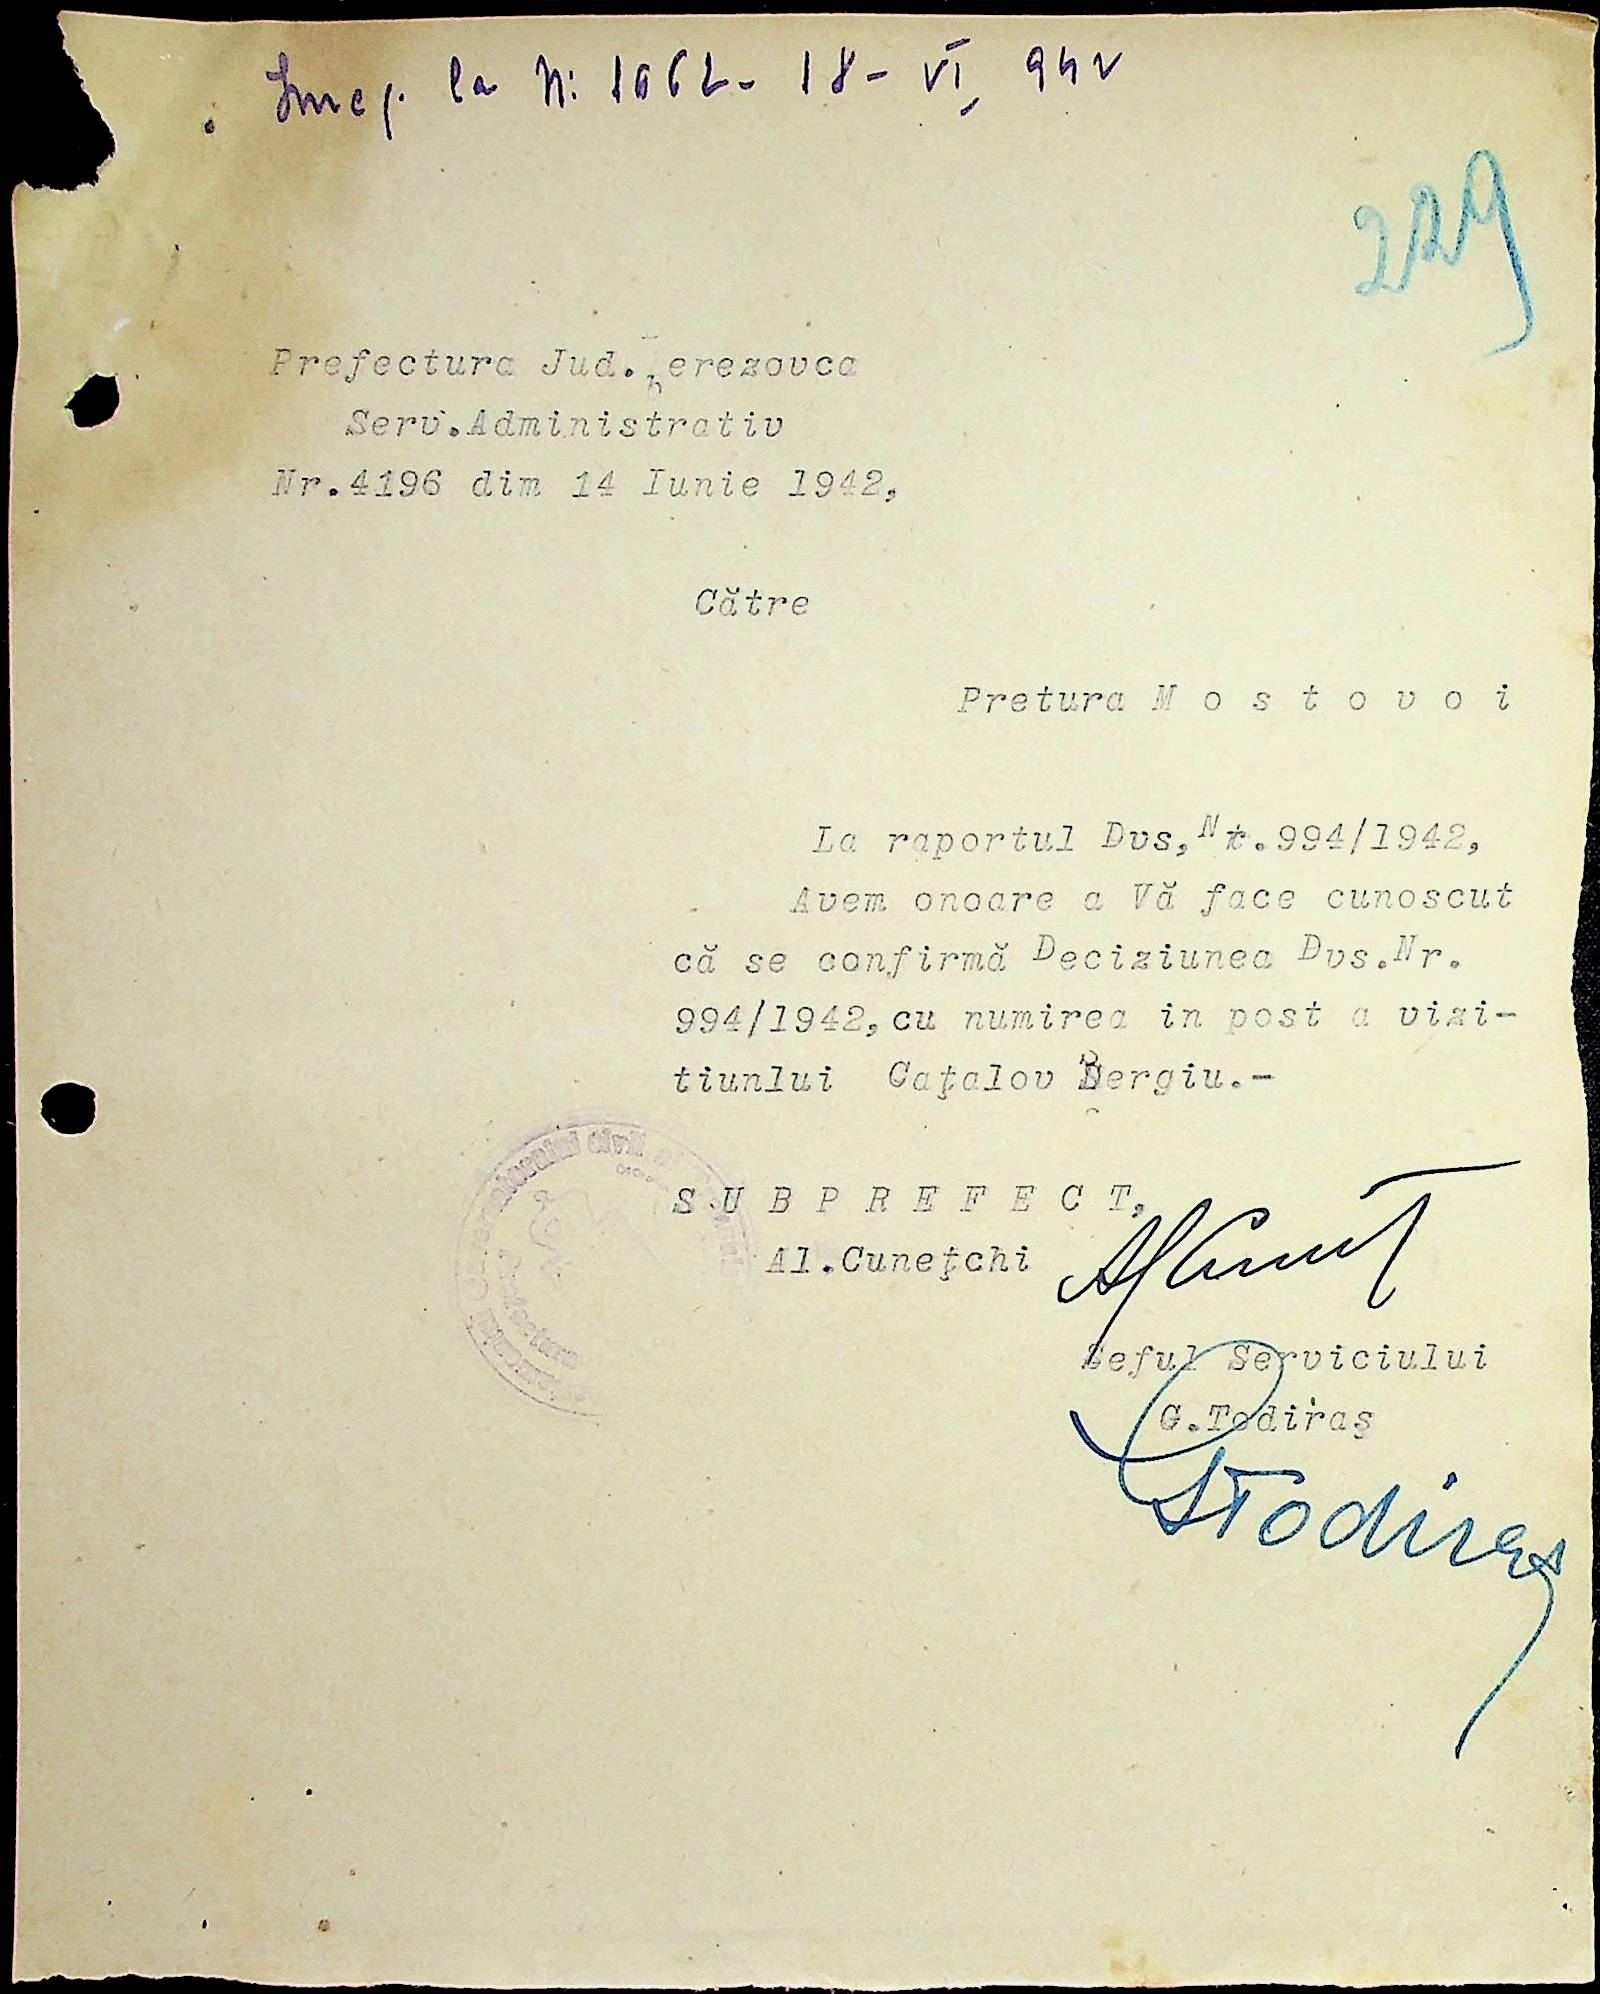 la Nr: 1062 - 18 - VI, 942
229
Prefectura Jud. Berezovca
Serv.Administrativ
Nr.4196 dim 14 Iunie 1942,
Către
Pretura M o s t o v o i
La raportul Dvs,Nr.994/1942,
Avem onoare a Vă face cunoscut
că se confirmă Deciziunea Dvs.Nr.
994/1942,cu numirea in post a vizi-
tiunlui Caţalov Sergiu.-
S U B P R E F E C T,
Al.Cuneţchi
Seful Serviciului
G.Todiraş
GTodiraş